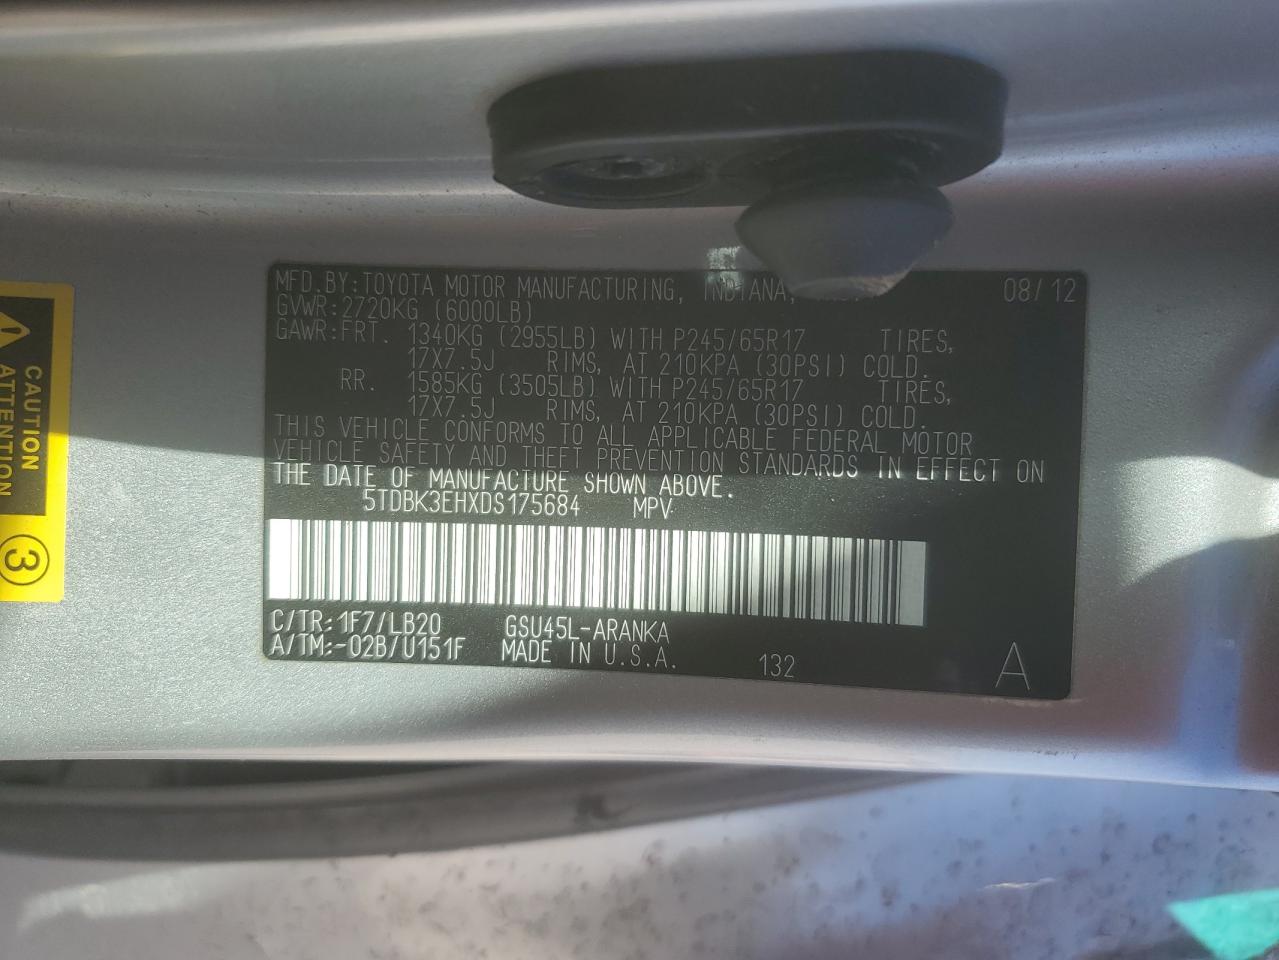 MFD. BY: TOYOTA MOTOR MANUFACTURING, INDIANA, 08/12
GVWR: 2720KG (6000LB)
GAWR: FRT. 1340KG (2955LB) WITH P245/65R17 TIRES,
17X7.5J RIMS, AT 210KPA (30PSI) COLD.
RR. 1585KG (3505LB) WITH P245/65R17 TIRES,
17X7.5J RIMS, AT 210KPA (30PSI) COLD.
THIS VEHICLE CONFORMS TO ALL APPLICABLE FEDERAL MOTOR
VEHICLE SAFETY AND THEFT PREVENTION STANDARDS IN EFFECT ON
THE DATE OF MANUFACTURE SHOWN ABOVE.
5TDBK3EHXDS175684 MPV
C/TR: 1F7/LB20 GSU45L-ARANKA
A/TM: -02B/U151F MADE IN U.S.A. 132 A
CAUTION
ATTENTION
3